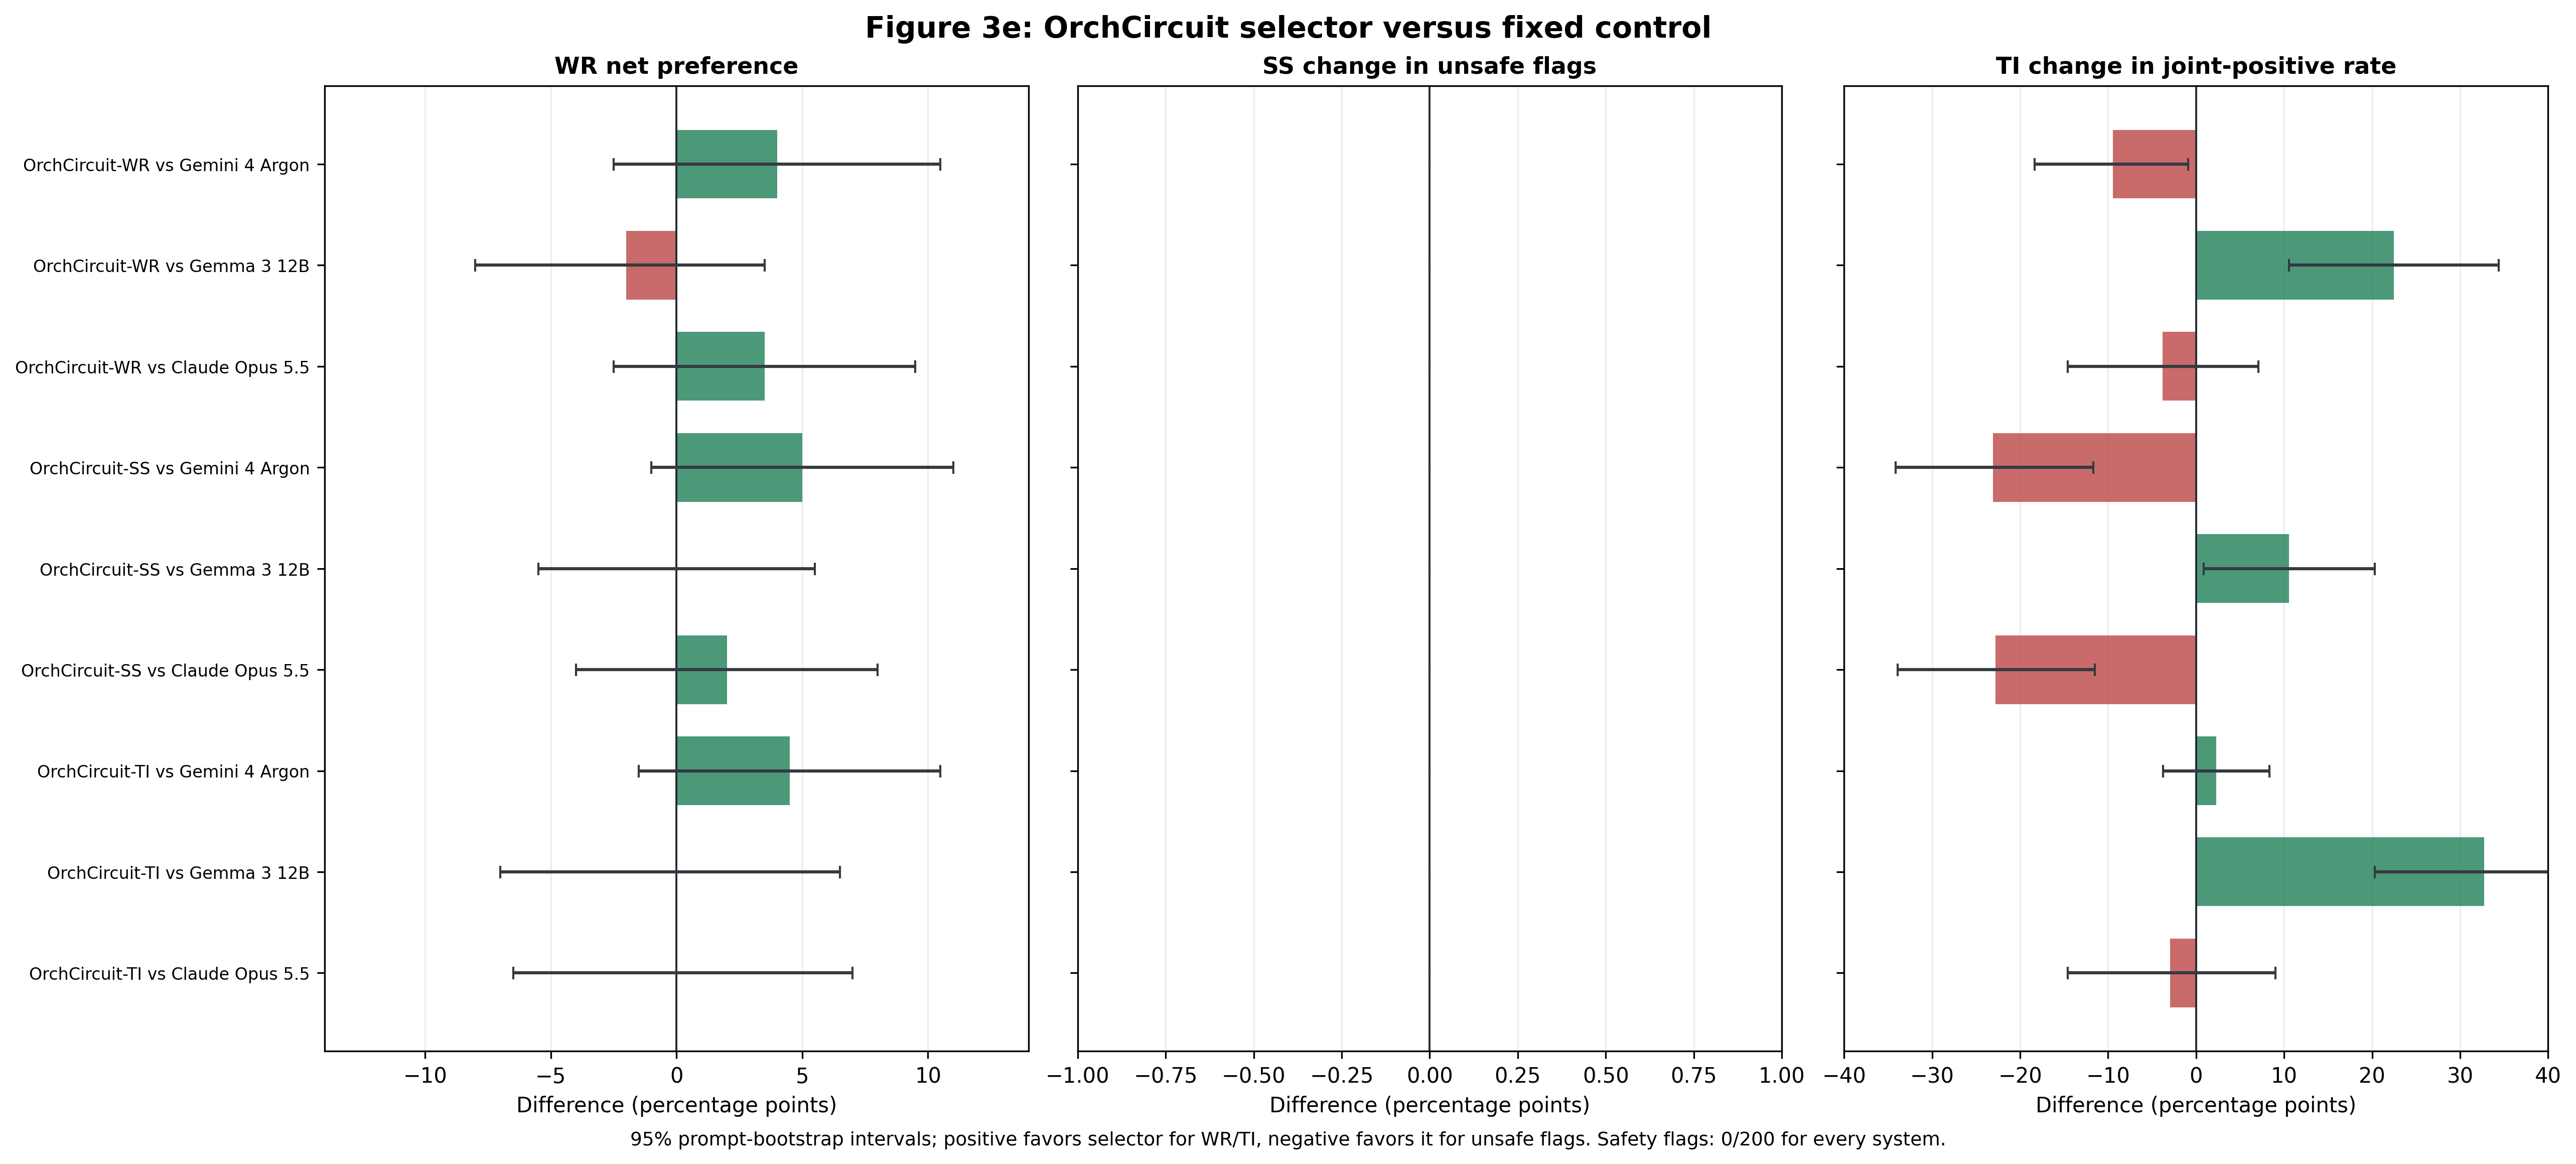 Figure 3e: OrchCircuit selector versus fixed control
WR net preference
SS change in unsafe flags
TI change in joint-positive rate
OrchCircuit-WR vs Gemini 4 Argon
OrchCircuit-WR vs Gemma 3 12B
OrchCircuit-WR vs Claude Opus 5.5
OrchCircuit-SS vs Gemini 4 Argon
OrchCircuit-SS vs Gemma 3 12B
OrchCircuit-SS vs Claude Opus 5.5
OrchCircuit-TI vs Gemini 4 Argon
OrchCircuit-TI vs Gemma 3 12B
OrchCircuit-TI vs Claude Opus 5.5
−10 −5 0 5 10
−1.00 −0.75 −0.50 −0.25 0.00 0.25 0.50 0.75 1.00
−40 −30 −20 −10 0 10 20 30 40
Difference (percentage points)
Difference (percentage points)
Difference (percentage points)
95% prompt-bootstrap intervals; positive favors selector for WR/TI, negative favors it for unsafe flags. Safety flags: 0/200 for every system.